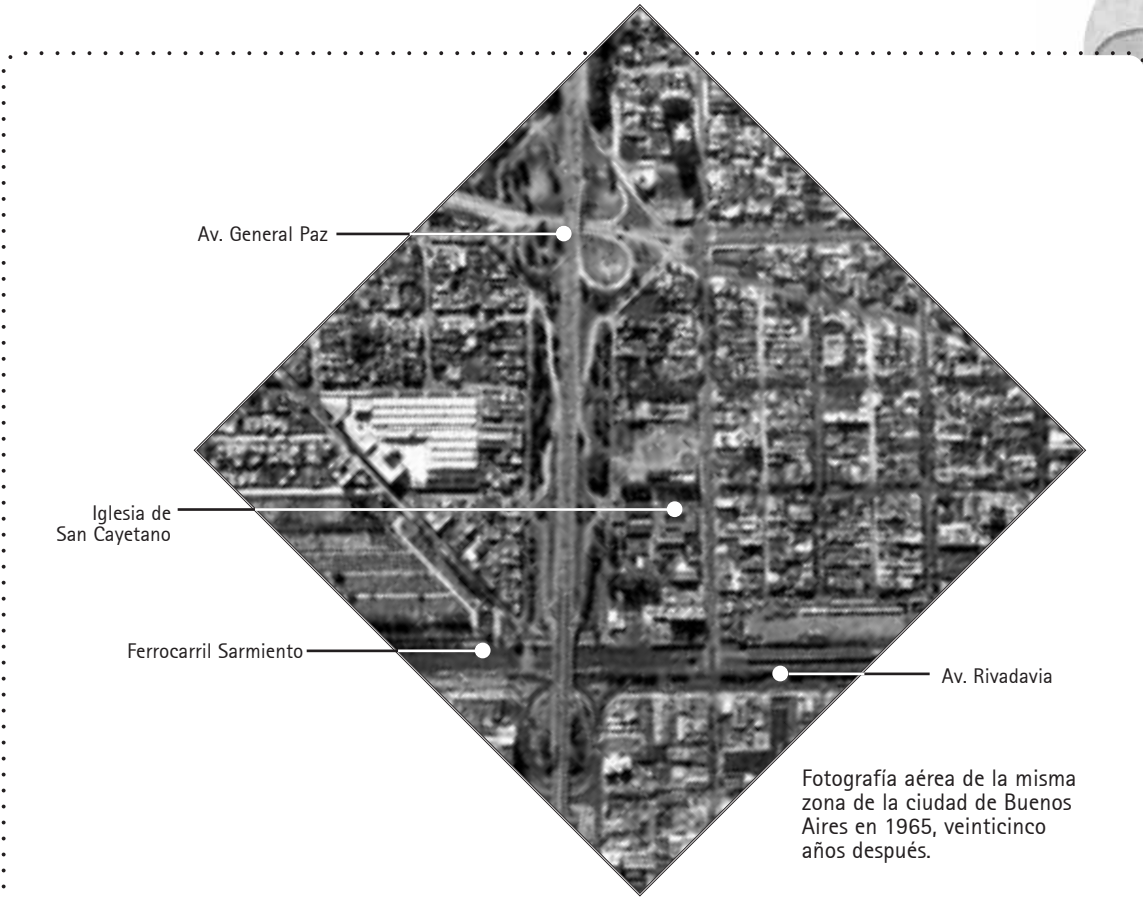 Av. General Paz
Iglesia de
San Cayetano
Ferrocarril Sarmiento
Av. Rivadavia
Fotografía aérea de la misma
zona de la ciudad de Buenos
Aires en 1965, veinticinco
años después.